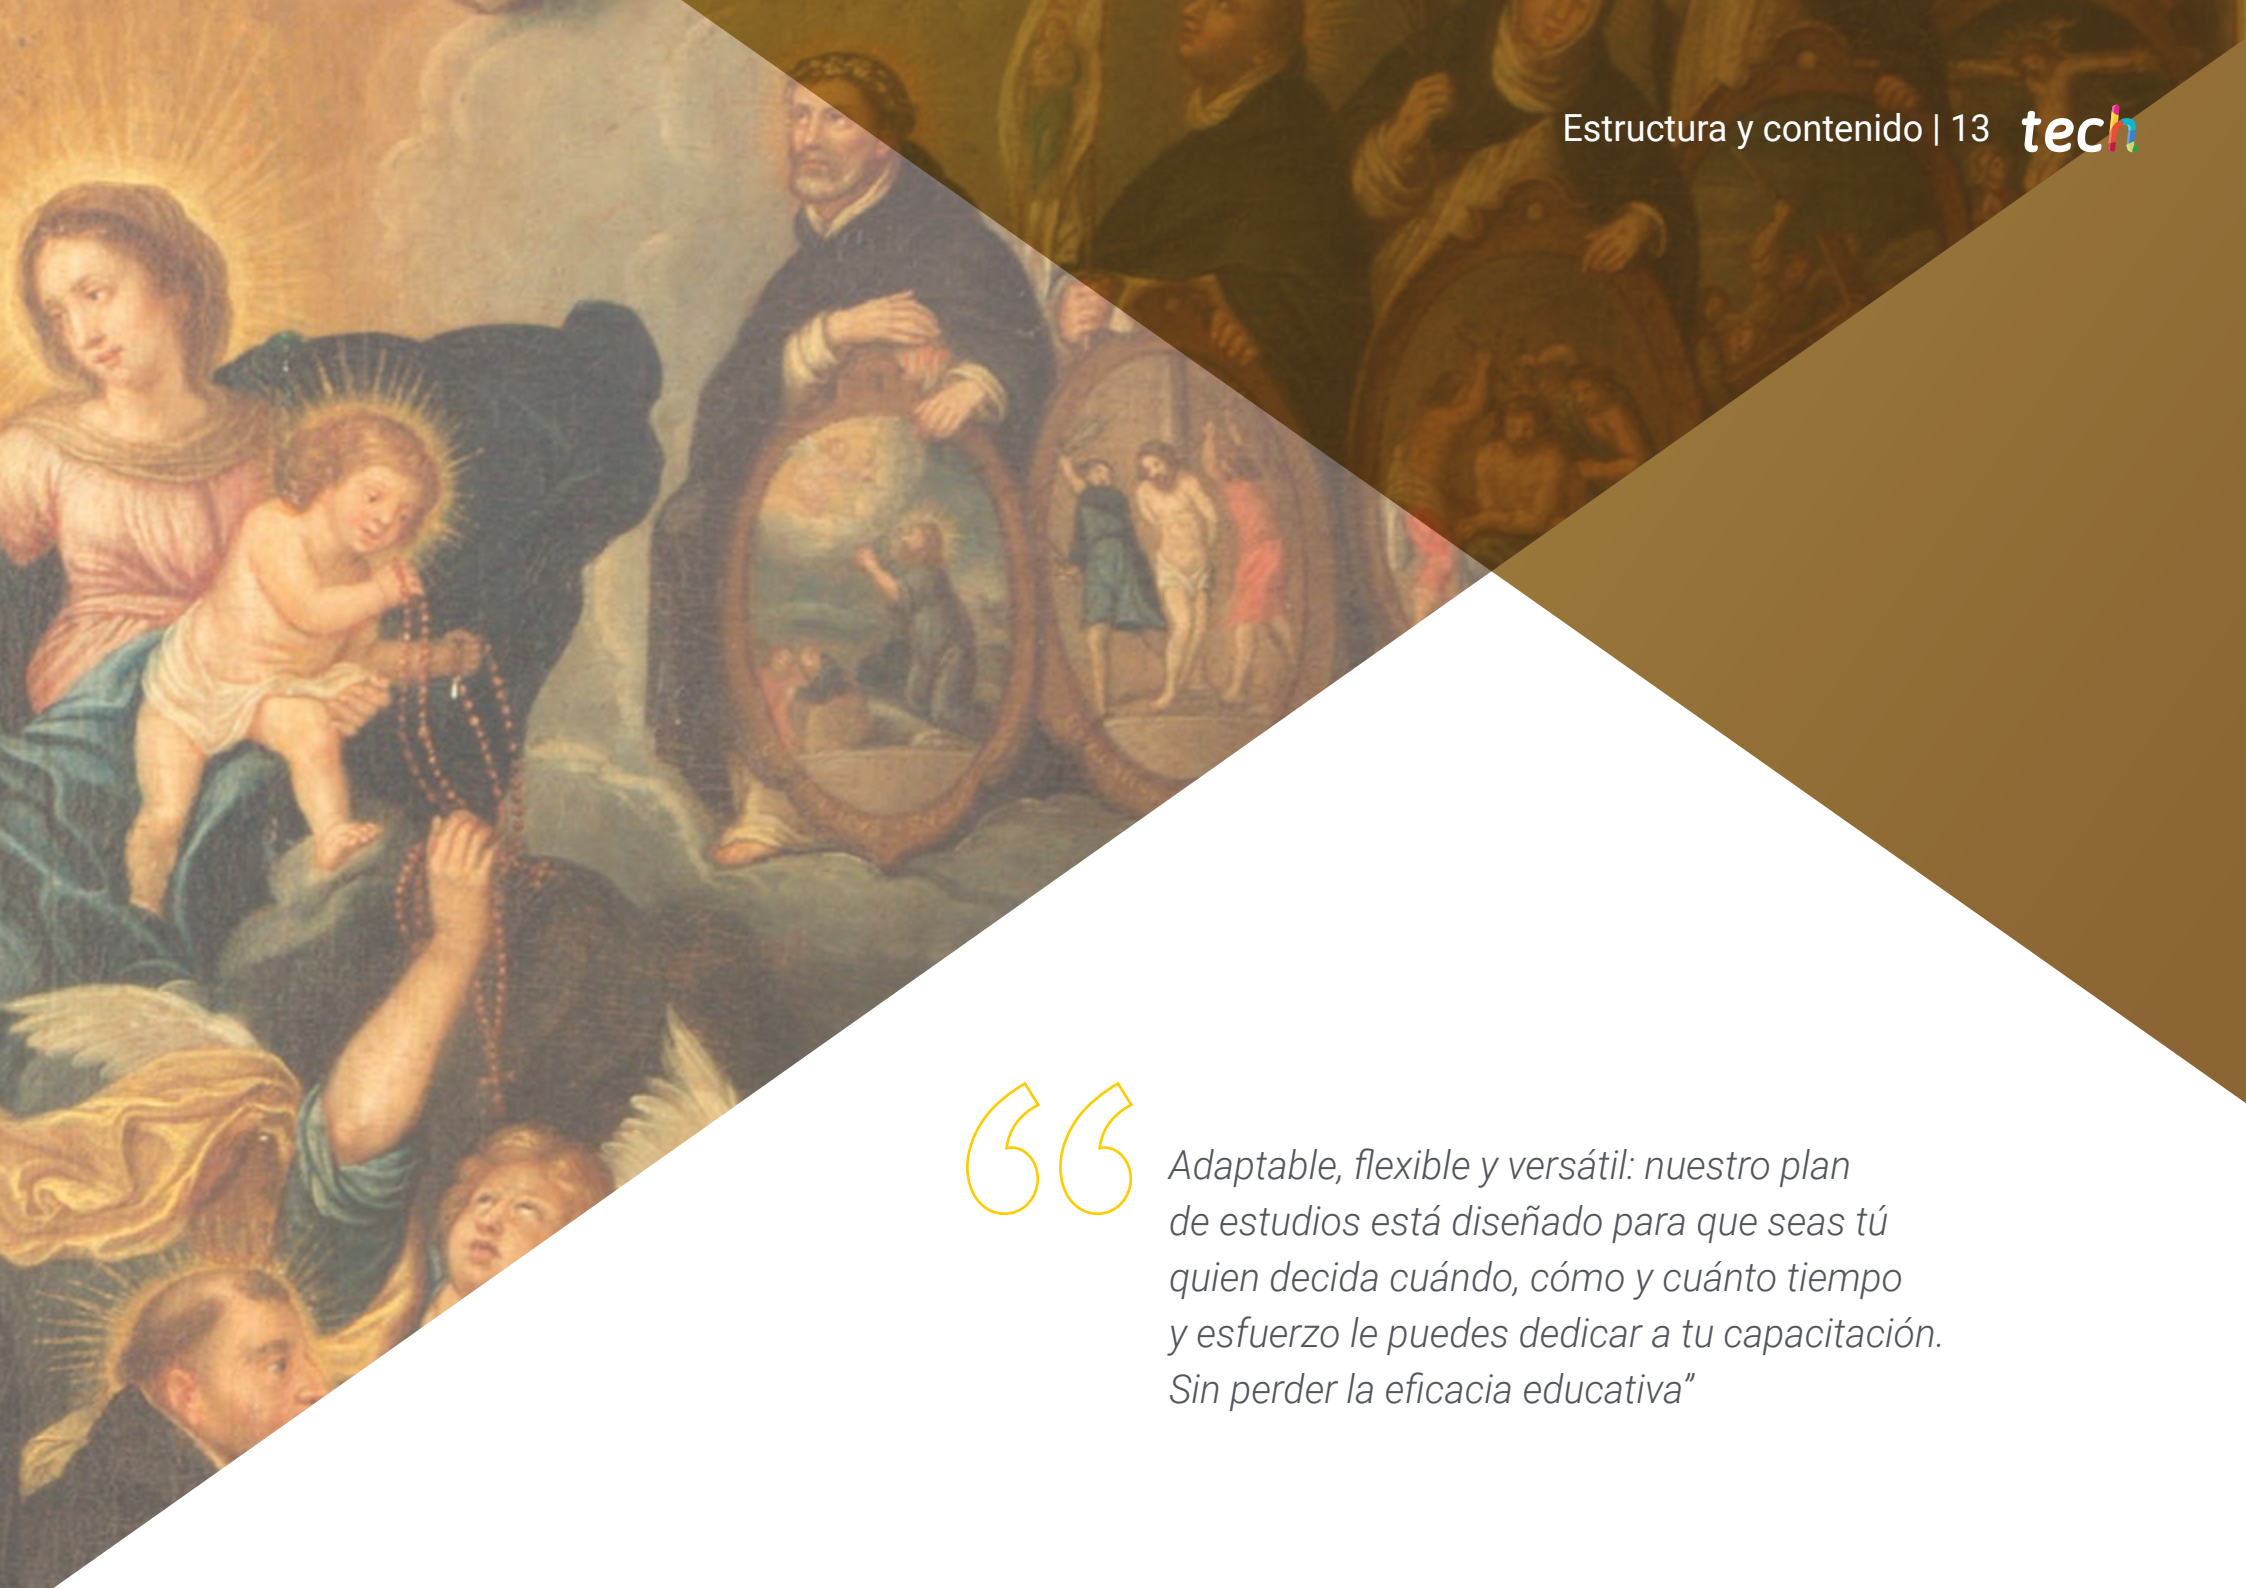 Estructura y contenido | 13 tech
Adaptable, flexible y versátil: nuestro plan
de estudios está diseñado para que seas tú
quien decida cuándo, cómo y cuánto tiempo
y esfuerzo le puedes dedicar a tu capacitación.
Sin perder la eficacia educativa”